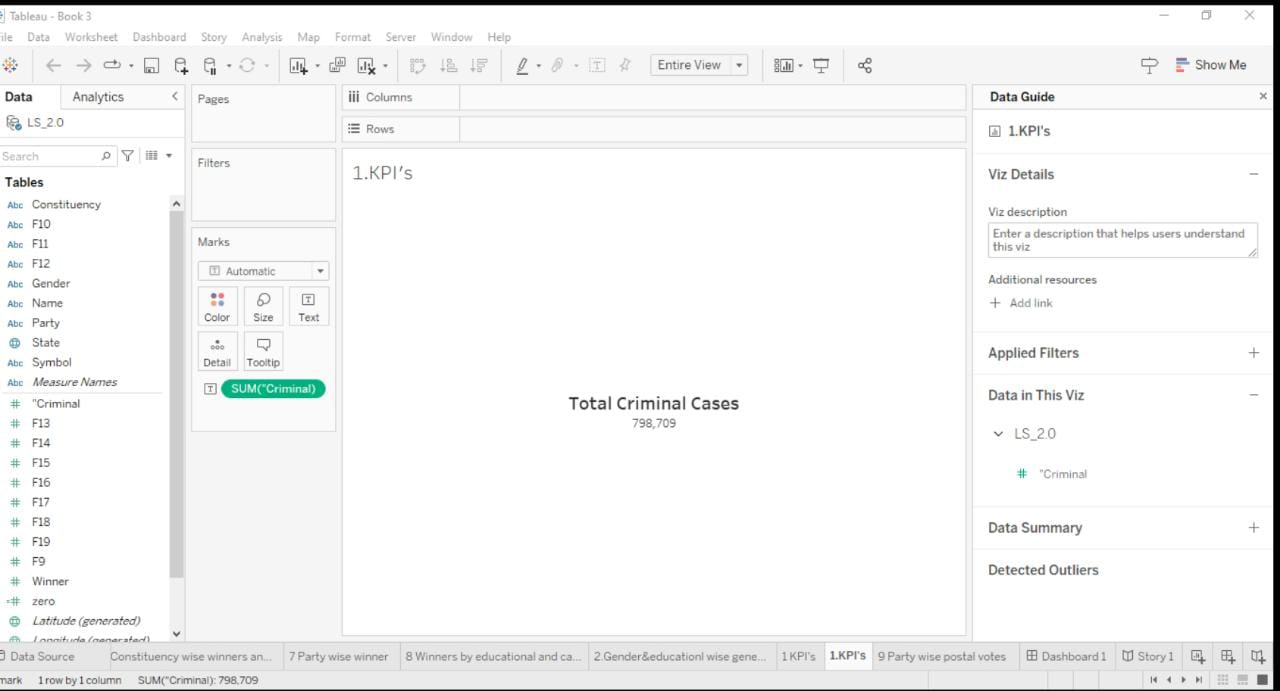 Tableau - Book 3
File Data Worksheet Dashboard Story Analysis Map Format Server Window Help
Entire View
Show Me
Data Analytics
LS_2.0
Search
Tables
Abc Constituency
Abc F10
Abc F11
Abc F12
Abc Gender
Abc Name
Abc Party
State
Abc Symbol
Abc Measure Names
# "Criminal
# F13
# F14
# F15
# F16
# F17
# F18
# F19
# F9
# Winner
=# zero
Latitude (generated)
Longitude (generated)
Pages
Filters
Marks
Automatic
Color Size Text
Detail Tooltip
SUM("Criminal)
Columns
Rows
1.KPI's
Total Criminal Cases
798,709
Data Guide
1.KPI's
Viz Details
Viz description
Enter a description that helps users understand
this viz
Additional resources
Add link
Applied Filters
Data in This Viz
LS_2.0
# "Criminal
Data Summary
Detected Outliers
Data Source Constituency wise winners an... 7 Party wise winner 8 Winners by educational and ca... 2.Gender&educationl wise gene... 1 KPI's 1.KPI's 9 Party wise postal votes Dashboard 1 Story 1
mark 1 row by 1 column SUM("Criminal): 798,709